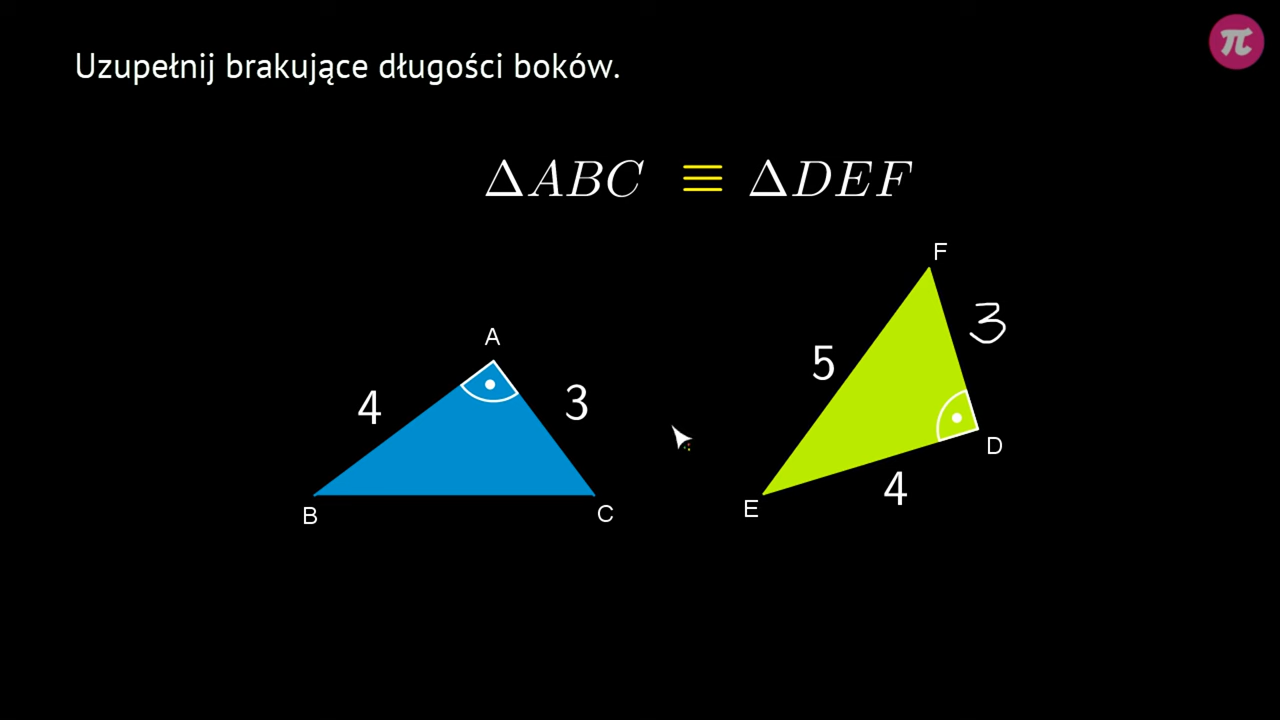 π
Uzupełnij brakujące długości boków.
ΔABC ≡ ΔDEF
F
3
A
5
4
3
D
4
B
C
E